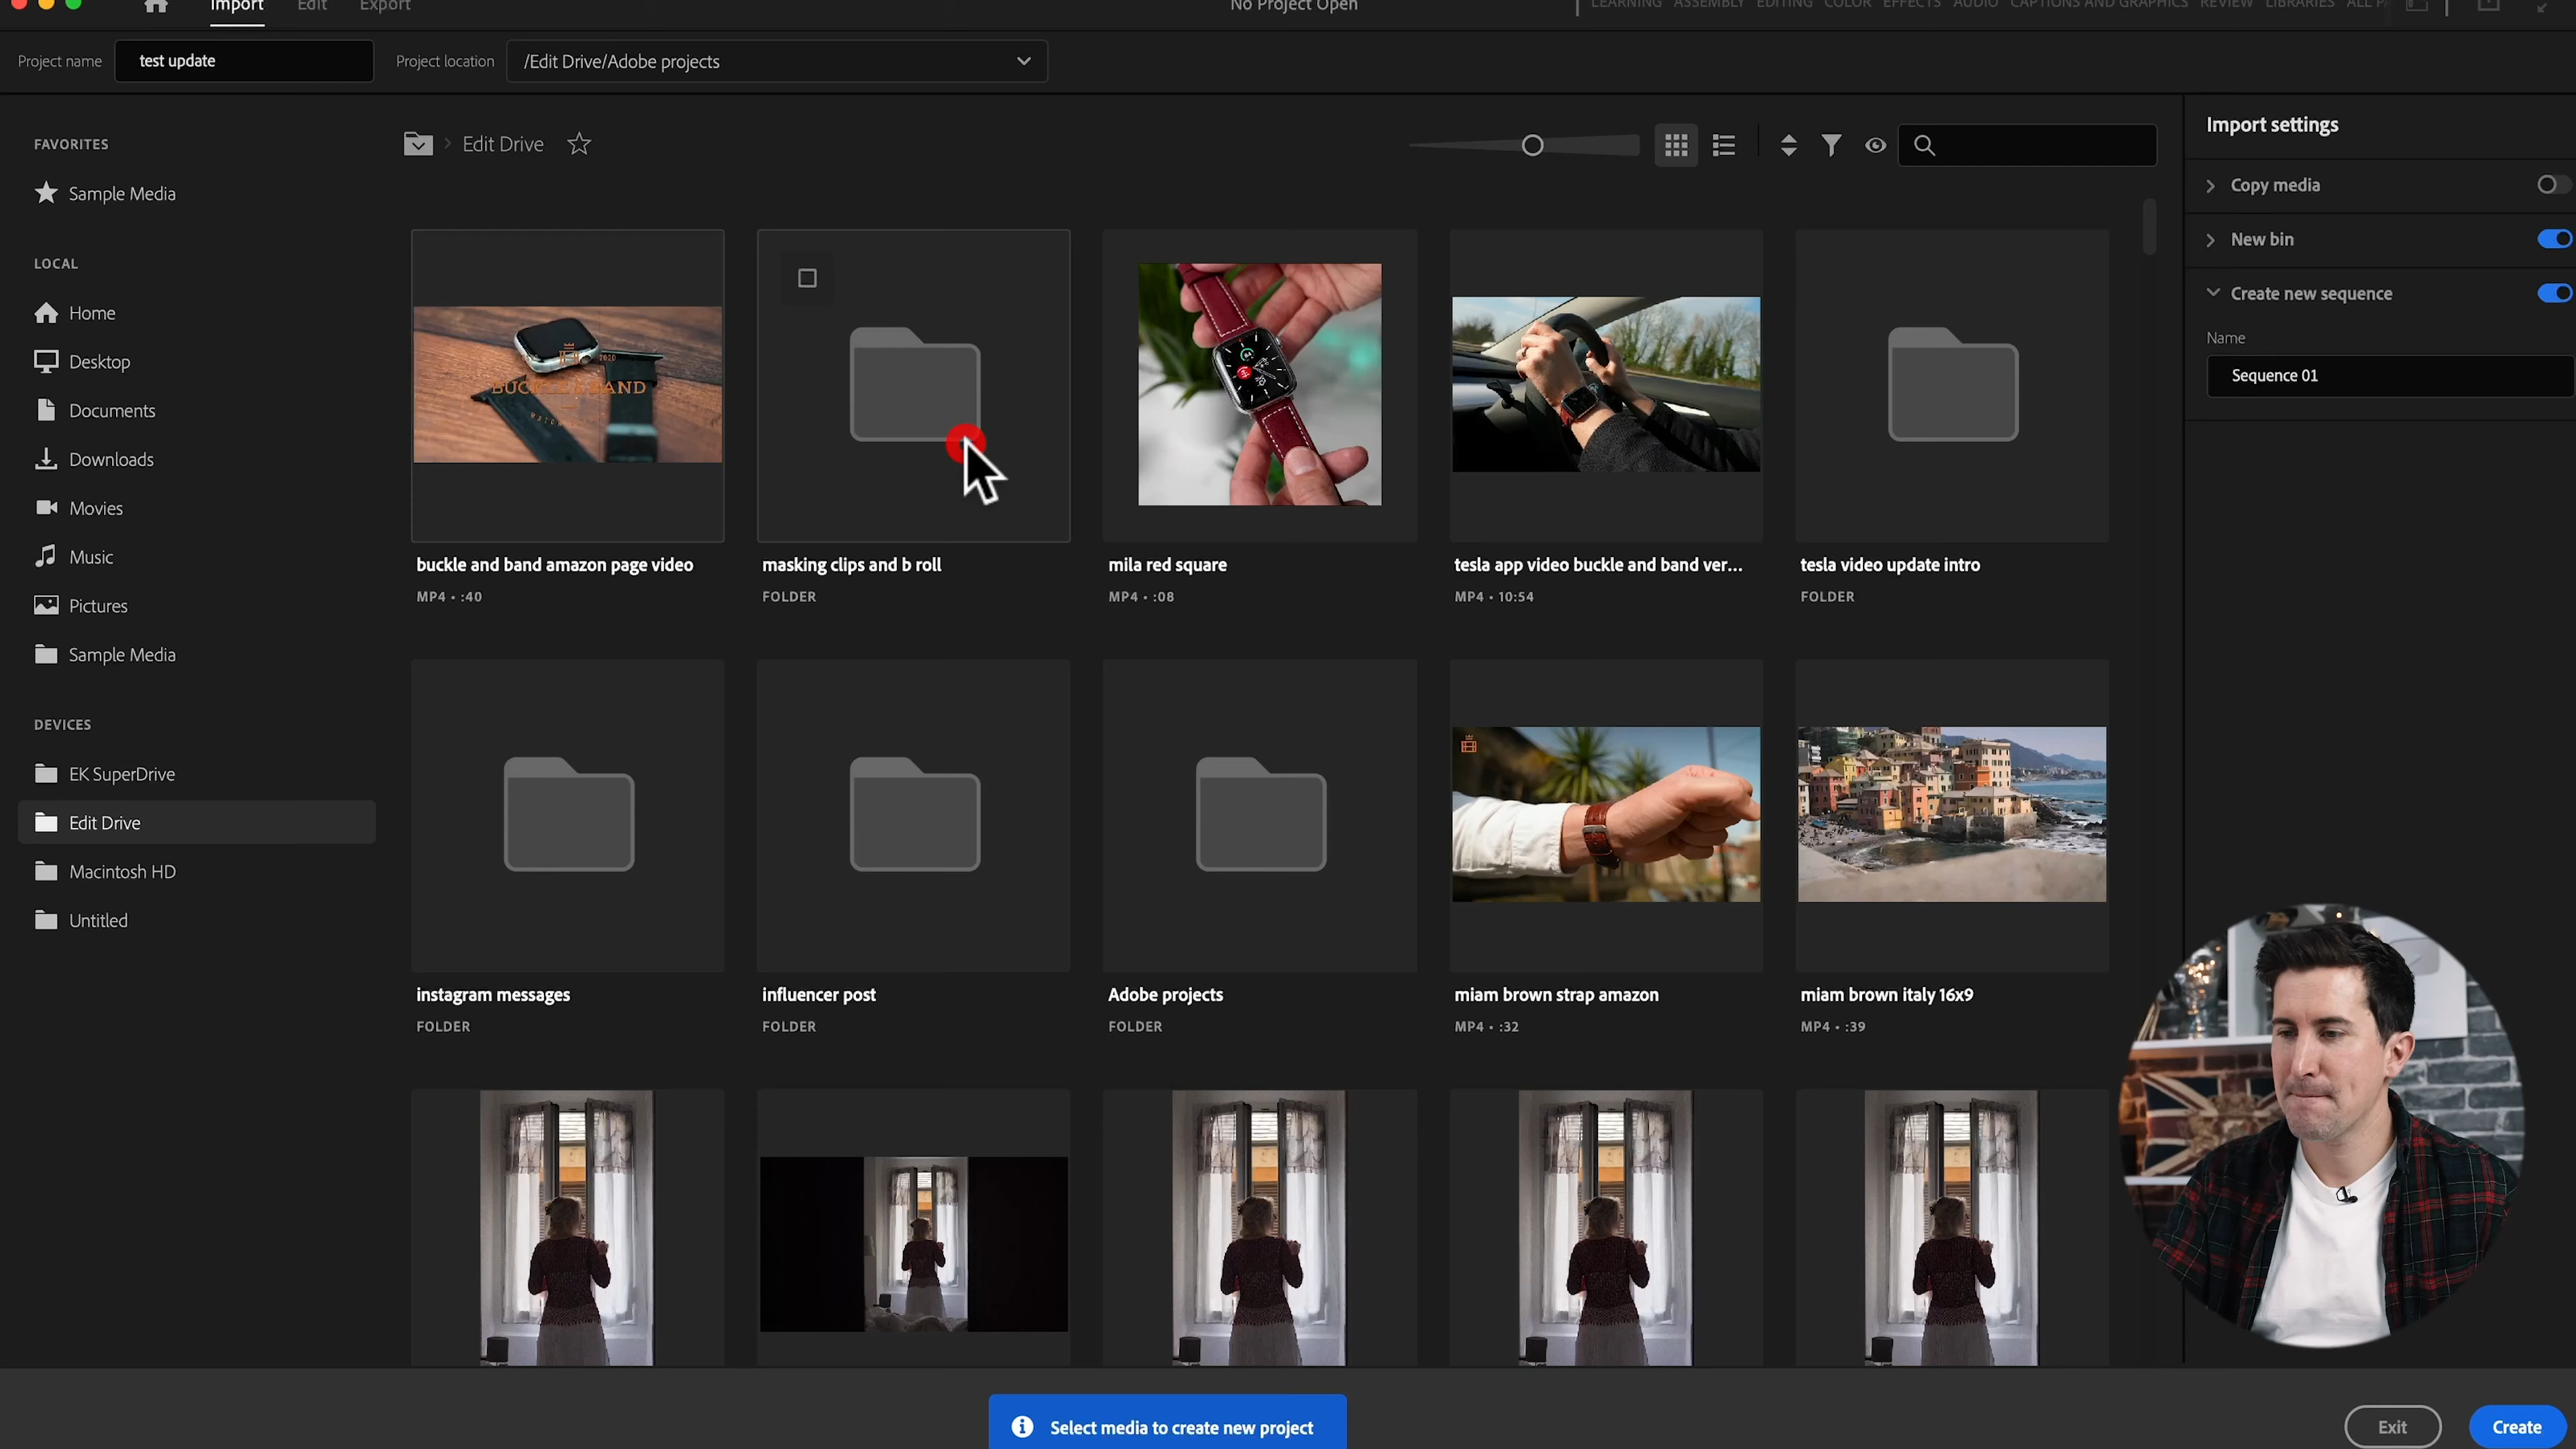 Import Edit Export No Project Open LEARNING ASSEMBLY EDITING COLOR EFFECTS AUDIO CAPTIONS AND GRAPHICS REVIEW LIBRARIES ALL P
Project name test update Project location /Edit Drive/Adobe projects
FAVORITES
Sample Media
LOCAL
Home
Desktop
Documents
Downloads
Movies
Music
Pictures
Sample Media
DEVICES
EK SuperDrive
Edit Drive
Macintosh HD
Untitled
Edit Drive
2020
BUCKLE & BAND
buckle and band amazon page video
MP4 • :40
masking clips and b roll
FOLDER
mila red square
MP4 • :08
tesla app video buckle and band ver...
MP4 • 10:54
tesla video update intro
FOLDER
instagram messages
FOLDER
influencer post
FOLDER
Adobe projects
FOLDER
miam brown strap amazon
MP4 • :32
miam brown italy 16x9
MP4 • :39
Import settings
Copy media
New bin
Create new sequence
Name
Sequence 01
Select media to create new project
Exit
Create